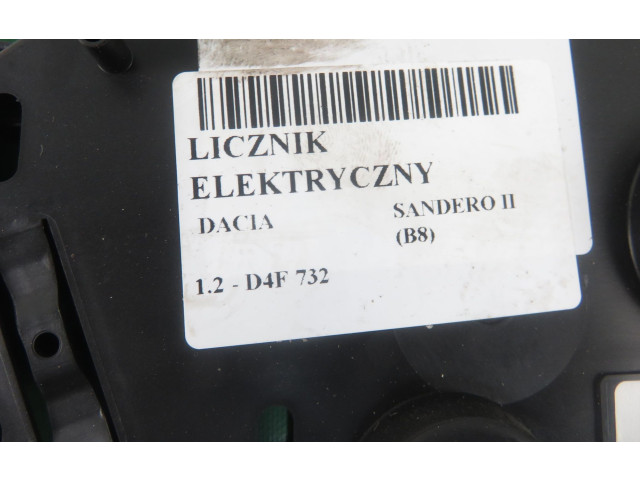 LICZNIK
ELEKTRYCZNY
DACIA SANDERO II
(B8)
1.2 - D4F 732